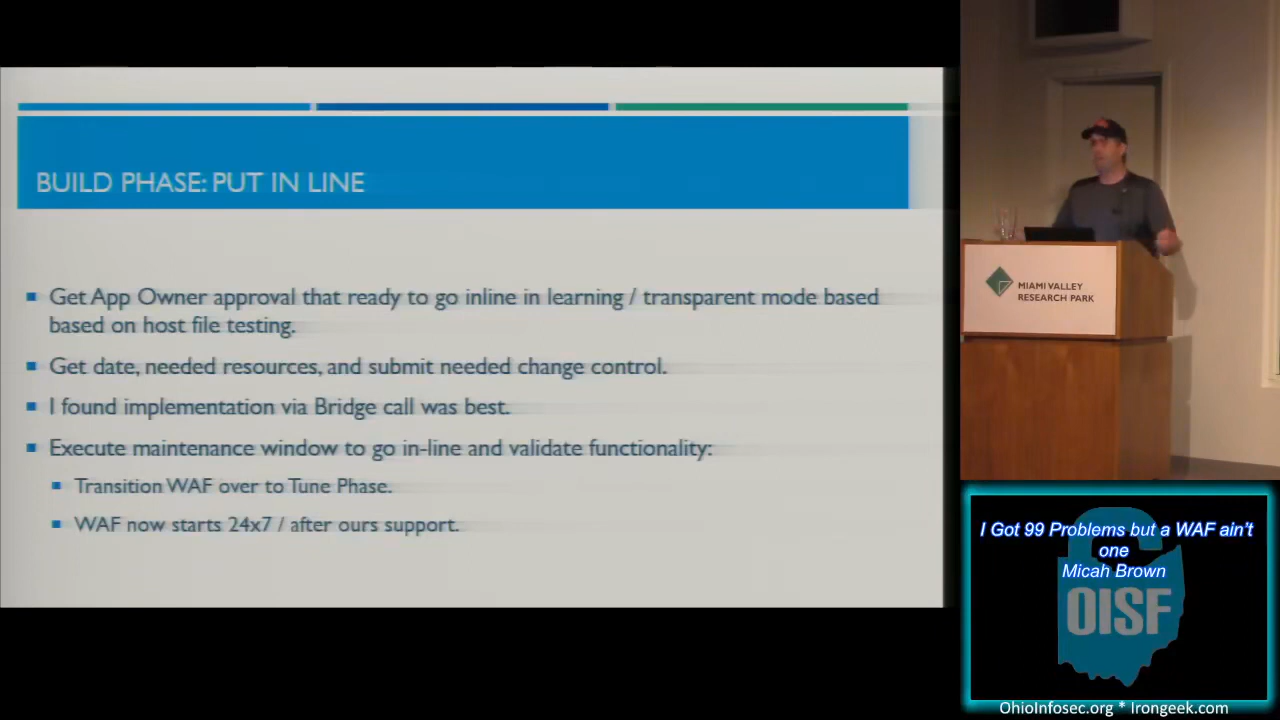 BUILD PHASE: PUT IN LINE
Get App Owner approval that ready to go inline in learning / transparent mode based
based on host file testing.
Get date, needed resources, and submit needed change control.
I found implementation via Bridge call was best.
Execute maintenance window to go in-line and validate functionality:
Transition WAF over to Tune Phase.
WAF now starts 24x7 / after ours support.
MIAMI VALLEY
RESEARCH PARK
I Got 99 Problems but a WAF ain't
one
Micah Brown
OISF
OhioInfosec.org * Irongeek.com